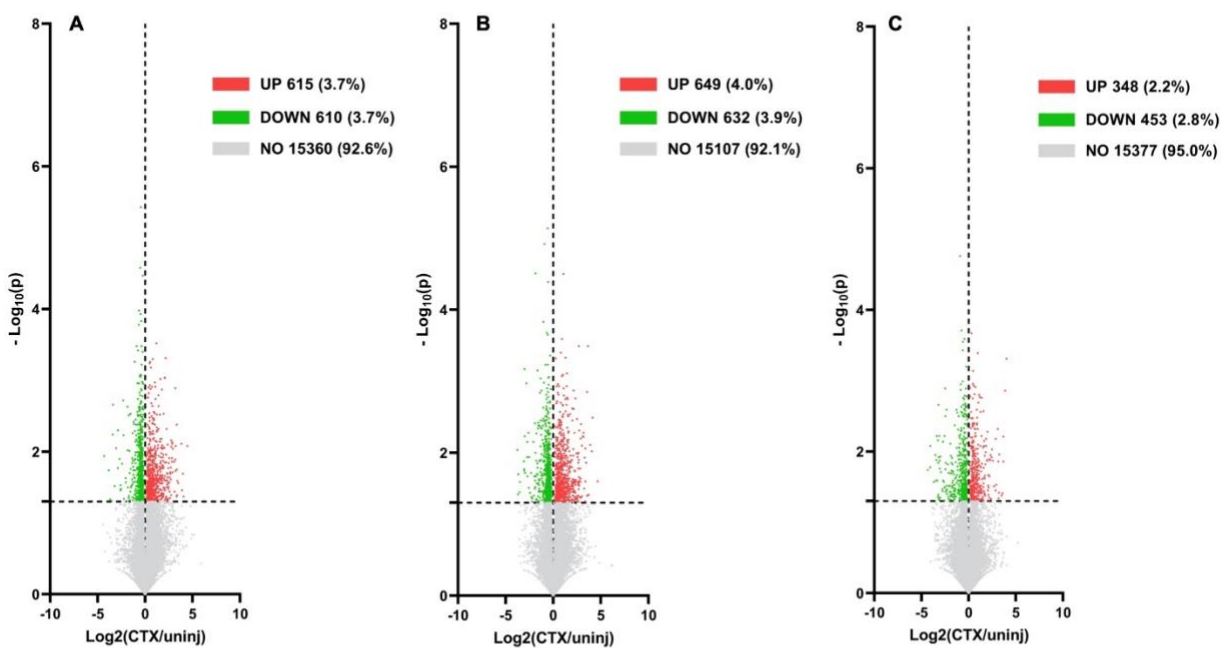 A
8
6
4
2
0
-10
-5
0
5
10
- Log10(p)
Log2(CTX/uninj)
UP 615 (3.7%)
DOWN 610 (3.7%)
NO 15360 (92.6%)
B
8
6
4
2
0
-10
-5
0
5
10
- Log10(p)
Log2(CTX/uninj)
UP 649 (4.0%)
DOWN 632 (3.9%)
NO 15107 (92.1%)
C
8
6
4
2
0
-10
-5
0
5
10
- Log10(p)
Log2(CTX/uninj)
UP 348 (2.2%)
DOWN 453 (2.8%)
NO 15377 (95.0%)